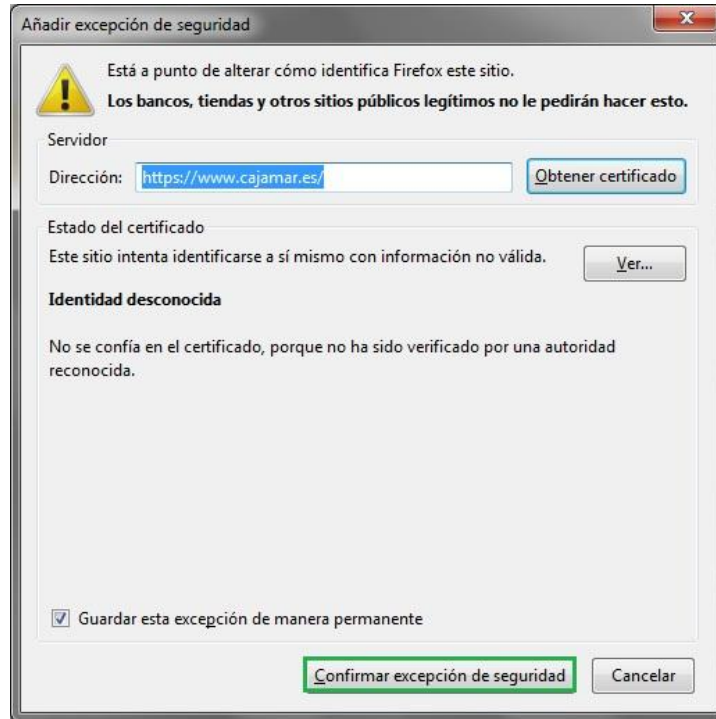 Añadir excepción de seguridad
Está a punto de alterar cómo identifica Firefox este sitio.
Los bancos, tiendas y otros sitios públicos legítimos no le pedirán hacer esto.
Servidor
Dirección: https://www.cajamar.es/ Obtener certificado
Estado del certificado
Este sitio intenta identificarse a sí mismo con información no válida. Ver...
Identidad desconocida
No se confía en el certificado, porque no ha sido verificado por una autoridad
reconocida.
Guardar esta excepción de manera permanente
Confirmar excepción de seguridad Cancelar